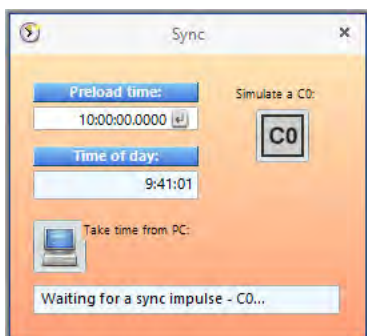 Sync
Preload time:
Simulate a C0:
10:00:00.0000
C0
Time of day:
9:41:01
Take time from PC:
Waiting for a sync impulse - C0...